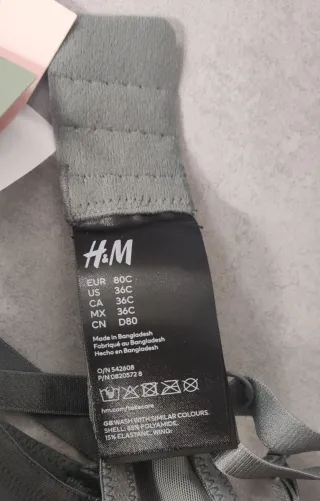 H&M
EUR 80C
US 36C
CA 36C
MX 36C
CN D80
Made in Bangladesh
Fabriqué au Bangladesh
Hecho en Bangladesh
O/N 542608
P/N 0820572 8
hm.com/takecare
GB WASH WITH SIMILAR COLOURS.
SHELL: 85% POLYAMIDE,
15% ELASTANE, WING: